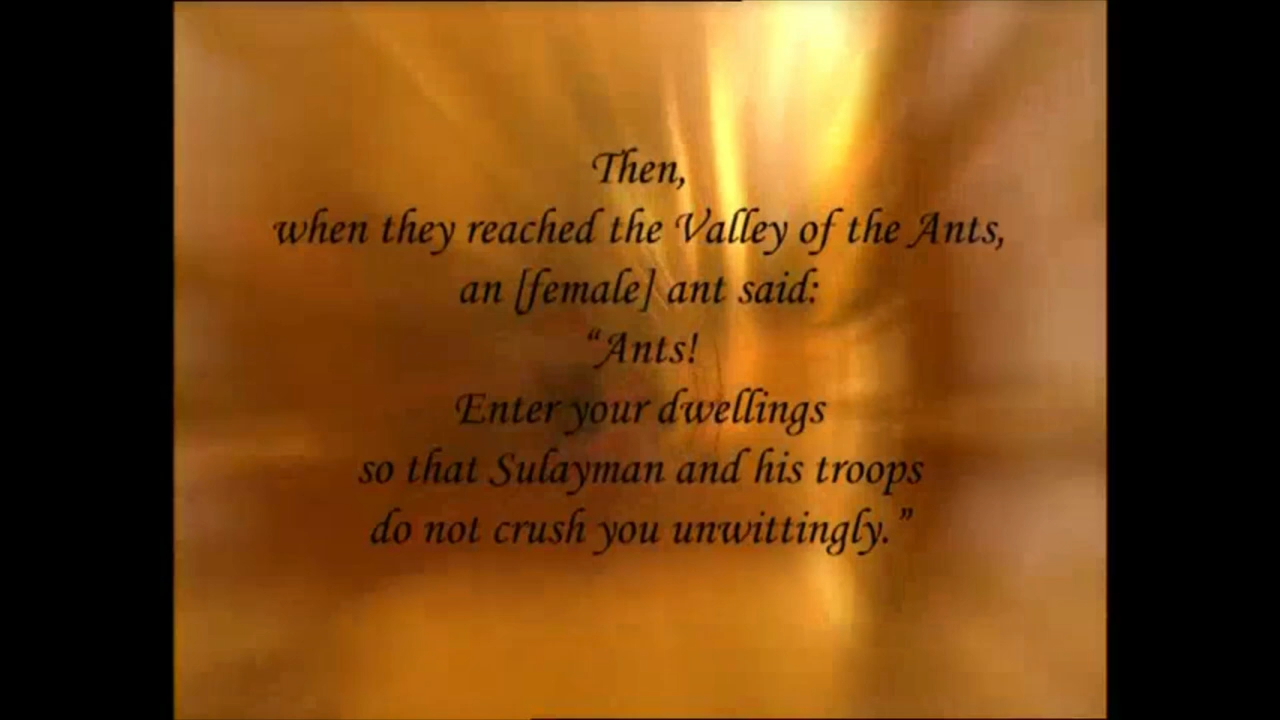 Then,
when they reached the Valley of the Ants,
an [female] ant said:
“Ants!
Enter your dwellings
so that Sulayman and his troops
do not crush you unwittingly.”